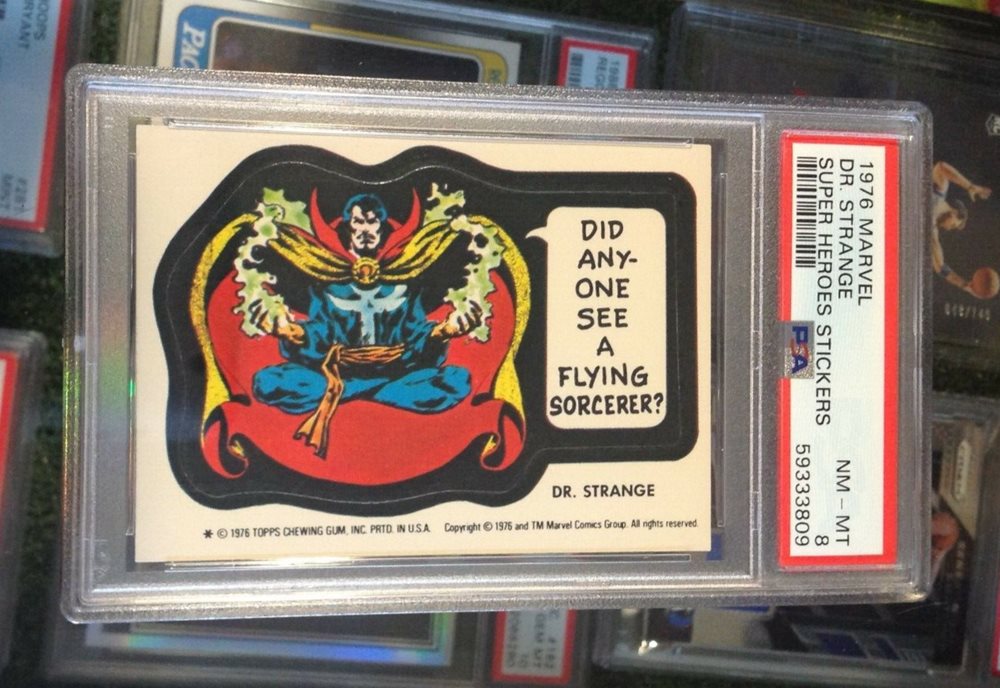 DID
ANY-
ONE
SEE
A
FLYING
SORCERER?
DR. STRANGE
* © 1976 TOPPS CHEWING GUM, INC. PRTD. IN U.S.A. Copyright © 1976 and TM Marvel Comics Group. All rights reserved.
1976 MARVEL
DR. STRANGE
SUPER HEROES STICKERS
NM - MT
8
59333809
PSA